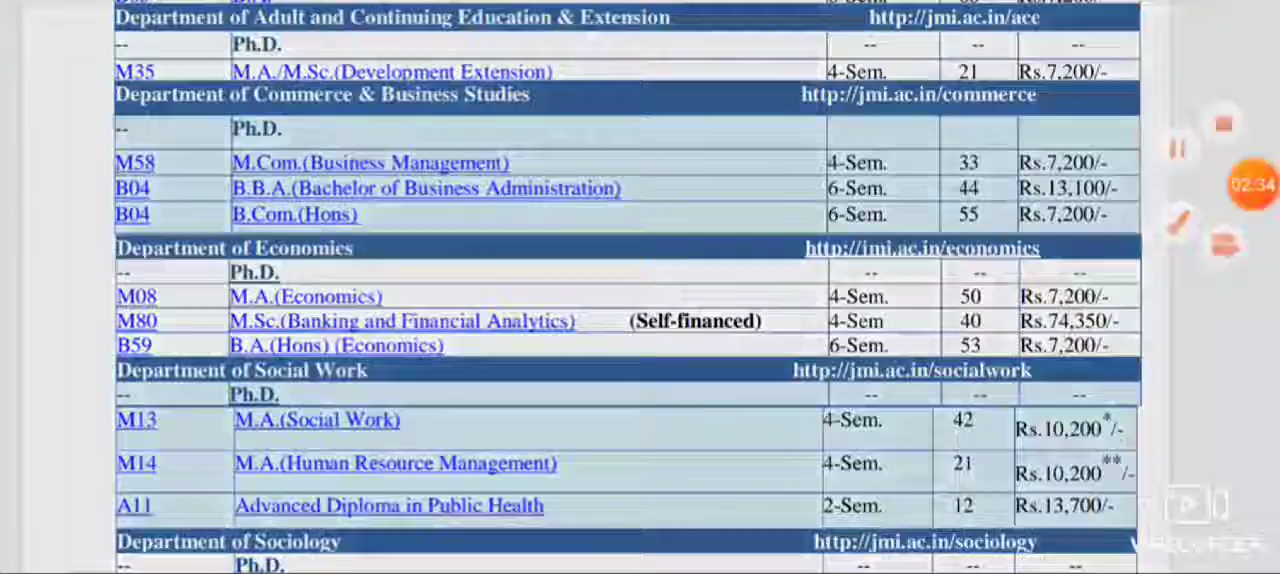 Department of Adult and Continuing Education & Extension http://jmi.ac.in/ace
-- Ph.D. -- -- --
M35 M.A./M.Sc.(Development Extension) 4-Sem. 21 Rs.7,200/-
Department of Commerce & Business Studies http://jmi.ac.in/commerce
-- Ph.D.
M58 M.Com.(Business Management) 4-Sem. 33 Rs.7,200/-
B04 B.B.A.(Bachelor of Business Administration) 6-Sem. 44 Rs.13,100/-
B04 B.Com.(Hons) 6-Sem. 55 Rs.7,200/-
02:34
Department of Economics http://jmi.ac.in/economics
-- Ph.D. -- -- --
M08 M.A.(Economics) 4-Sem. 50 Rs.7,200/-
M80 M.Sc.(Banking and Financial Analytics) (Self-financed) 4-Sem 40 Rs.74,350/-
B59 B.A.(Hons) (Economics) 6-Sem. 53 Rs.7,200/-
Department of Social Work http://jmi.ac.in/socialwork
-- Ph.D. -- -- --
M13 M.A.(Social Work) 4-Sem. 42 Rs.10,200*/-
M14 M.A.(Human Resource Management) 4-Sem. 21 Rs.10,200**/-
A11 Advanced Diploma in Public Health 2-Sem. 12 Rs.13,700/-
Department of Sociology http://jmi.ac.in/sociology
-- Ph.D. -- -- --